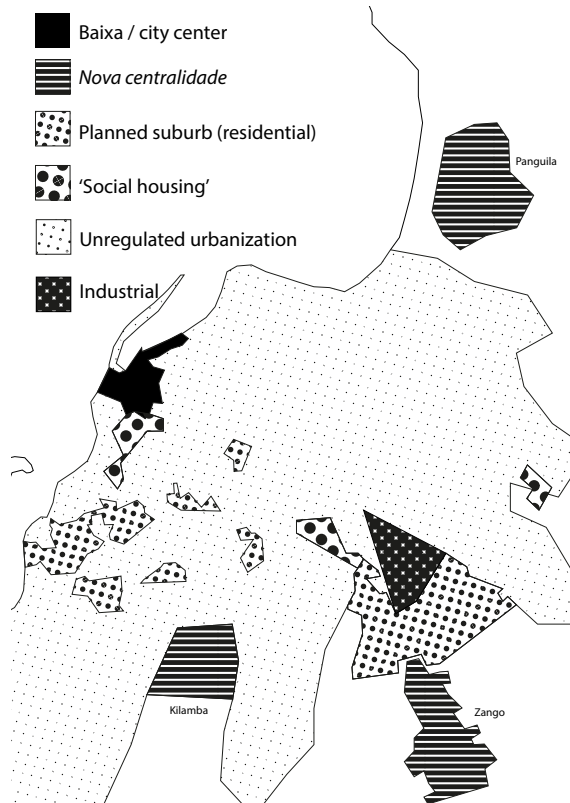 Baixa / city center
Nova centralidade
Planned suburb (residential)
‘Social housing’
Unregulated urbanization
Industrial
Panguila
Kilamba
Zango